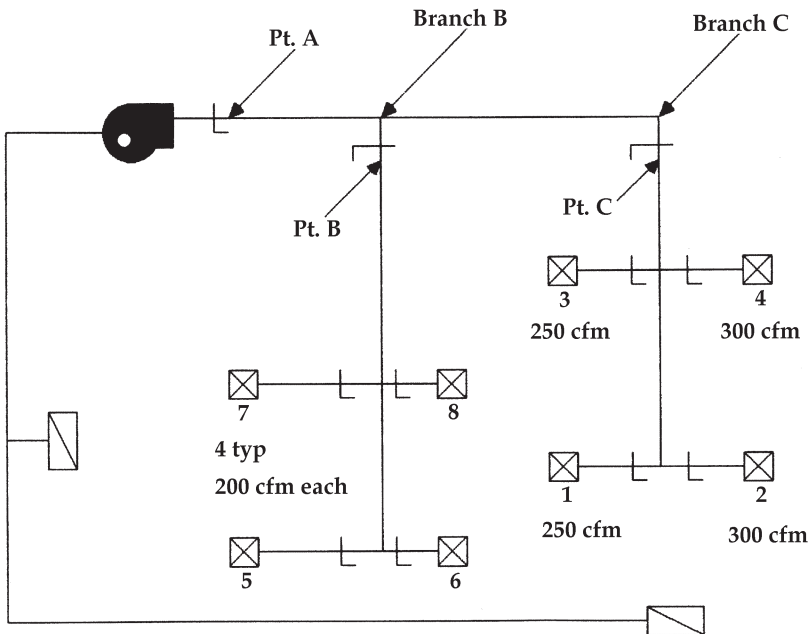 Pt. A
Branch B
Branch C
Pt. B
Pt. C
3
4
250 cfm
300 cfm
7
8
4 typ
200 cfm each
1
2
250 cfm
300 cfm
5
6